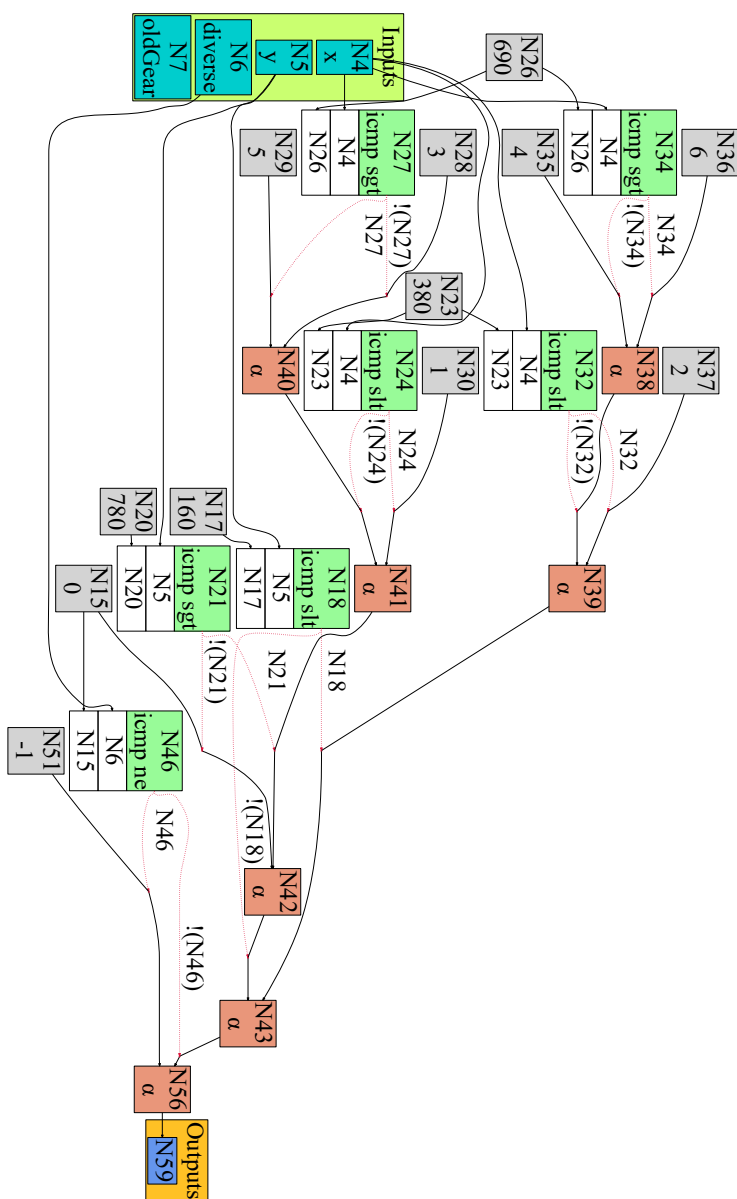 Inputs
N4
x
N5
y
N6
diverse
N7
oldGear
N26
690
N36
6
N34
icmp sgt
N4
N26
N35
4
N28
3
N27
icmp sgt
N4
N26
N29
5
N34
!(N34)
!(N27)
N27
N23
380
N37
2
N38
α
N32
icmp slt
N4
N23
N30
1
N24
icmp slt
N4
N23
N40
α
N32
!(N32)
N24
!(N24)
N39
α
N41
α
N18
icmp slt
N5
N17
N17
160
N21
icmp sgt
N5
N20
N20
780
N15
0
N18
N21
!(N21)
N46
icmp ne
N6
N15
N51
-1
!(N18)
N46
N42
α
!(N46)
N43
α
N56
α
Outputs
N59